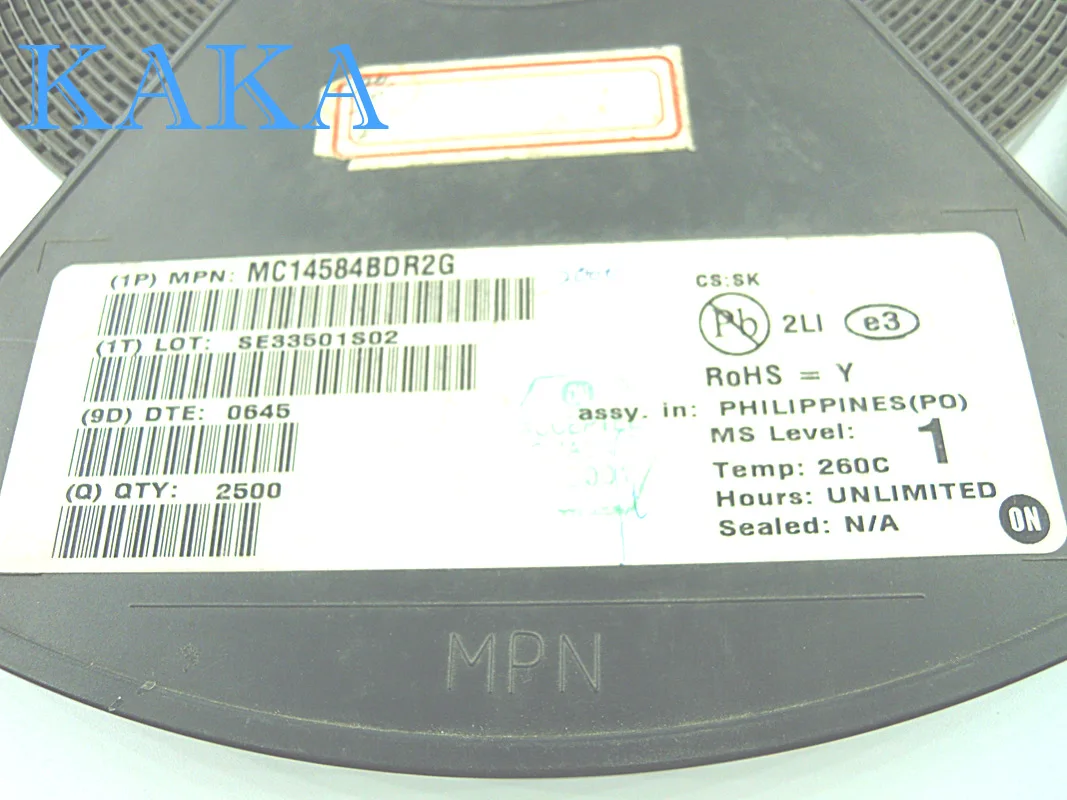 KAKA
(1P) MPN: MC14584BDR2G
(1T) LOT: SE33501S02
(9D) DTE: 0645
(Q) QTY: 2500
CS:SK
Pb 2LI e3
RoHS = Y
assy. in: PHILIPPINES(PO)
MS Level: 1
Temp: 260C
Hours: UNLIMITED
Sealed: N/A
ON
MPN